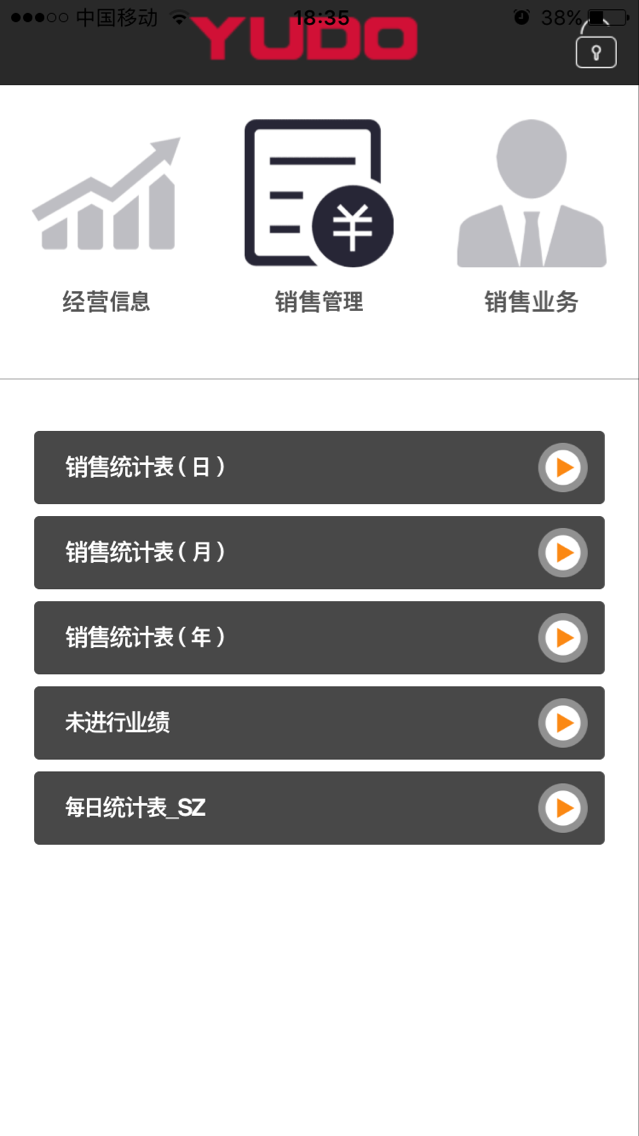 中国移动 18:35 38%
YUDO
经营信息 销售管理 销售业务
销售统计表(日)
销售统计表(月)
销售统计表(年)
未进行业绩
每日统计表_SZ